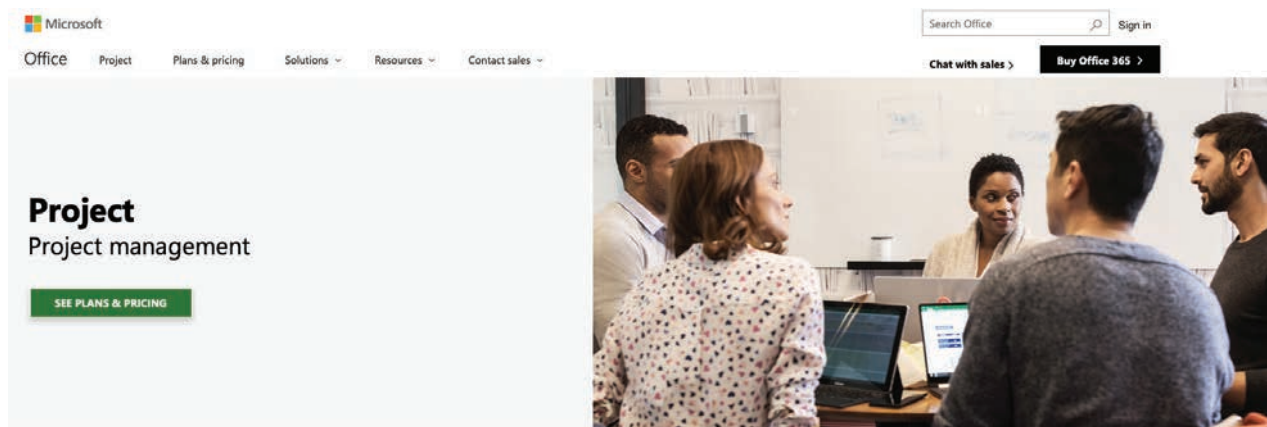 Microsoft
Search Office
Sign in
Office Project Plans & pricing Solutions Resources Contact sales
Chat with sales >
Buy Office 365 >
Project
Project management
SEE PLANS & PRICING